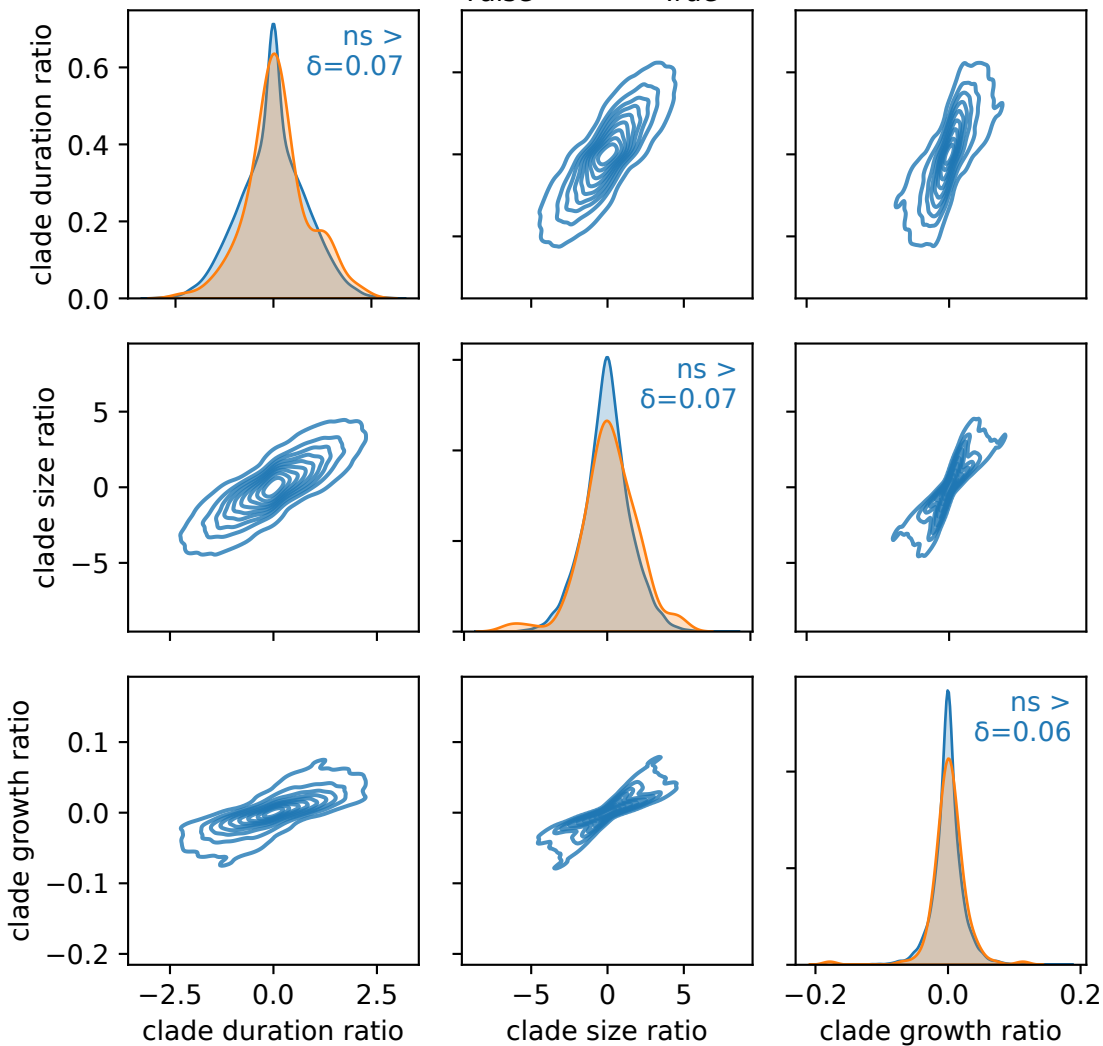 clade duration ratio
0.6
0.4
0.2
0.0
ns >
δ=0.07
clade size ratio
5
0
−5
ns >
δ=0.07
clade growth ratio
0.1
0.0
−0.1
−0.2
ns >
δ=0.06
−2.5 0.0 2.5
−5 0 5
−0.2 0.0 0.2
clade duration ratio
clade size ratio
clade growth ratio